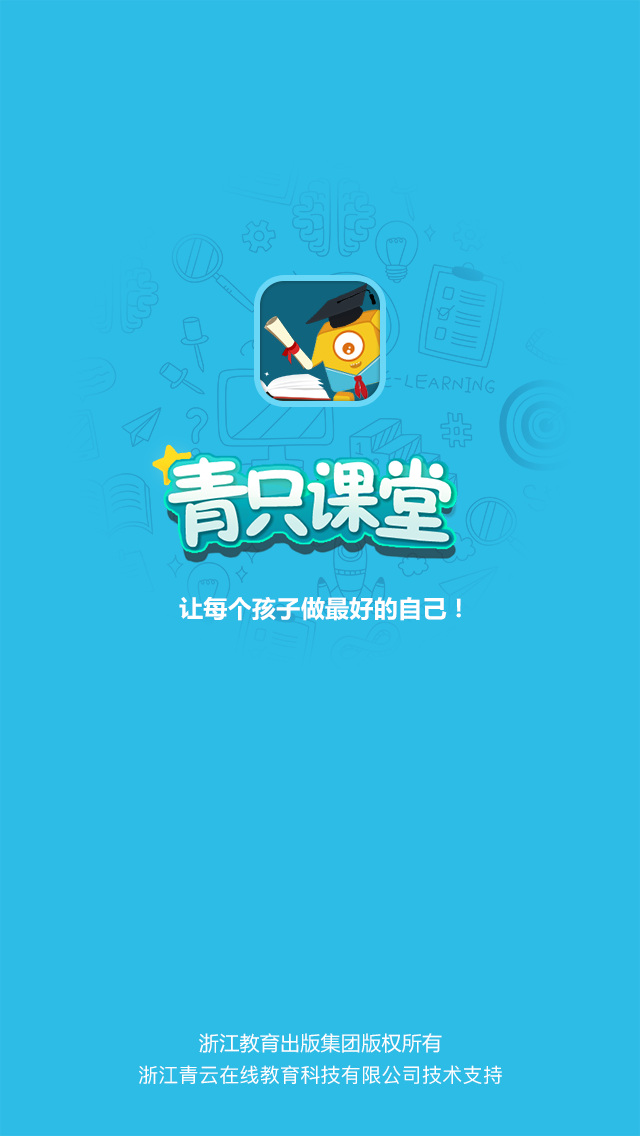 E-LEARNING
青只课堂
让每个孩子做最好的自己！
浙江教育出版集团版权所有
浙江青云在线教育科技有限公司技术支持